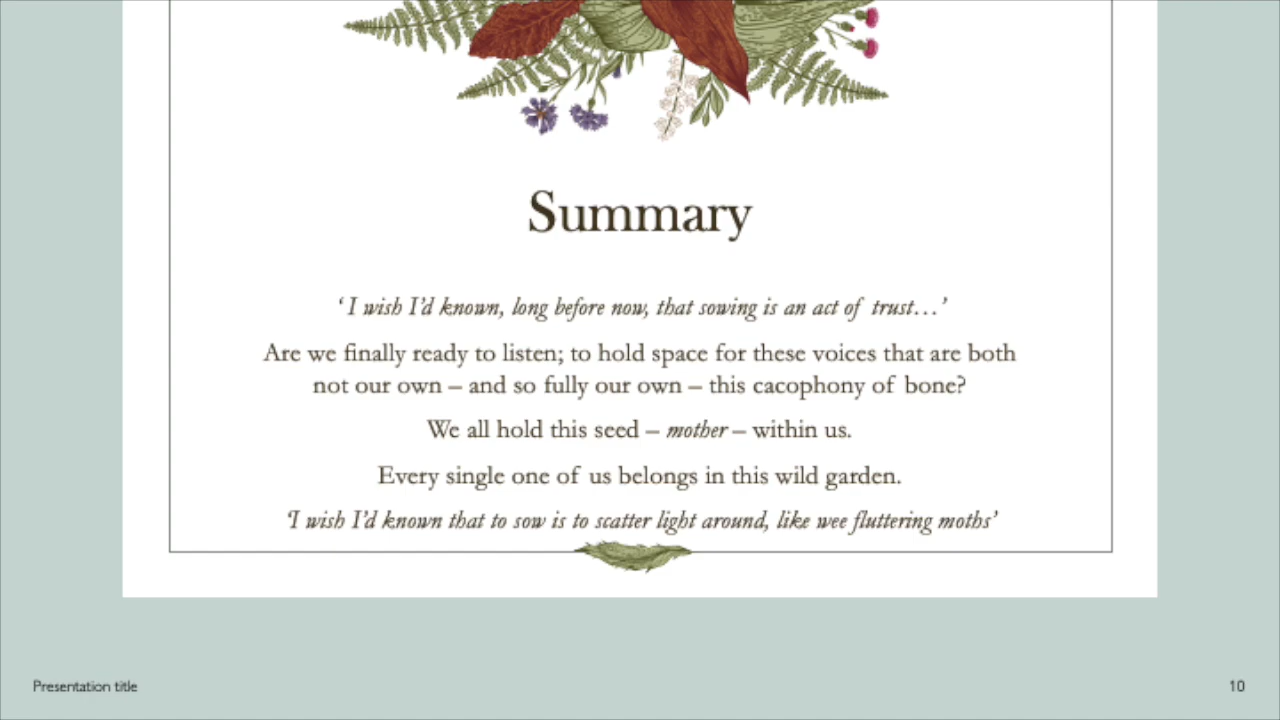 Summary
‘ I wish I’d known, long before now, that sowing is an act of trust…’
Are we finally ready to listen; to hold space for these voices that are both
not our own – and so fully our own – this cacophony of bone?
We all hold this seed – mother – within us.
Every single one of us belongs in this wild garden.
‘I wish I’d known that to sow is to scatter light around, like wee fluttering moths’
Presentation title
10